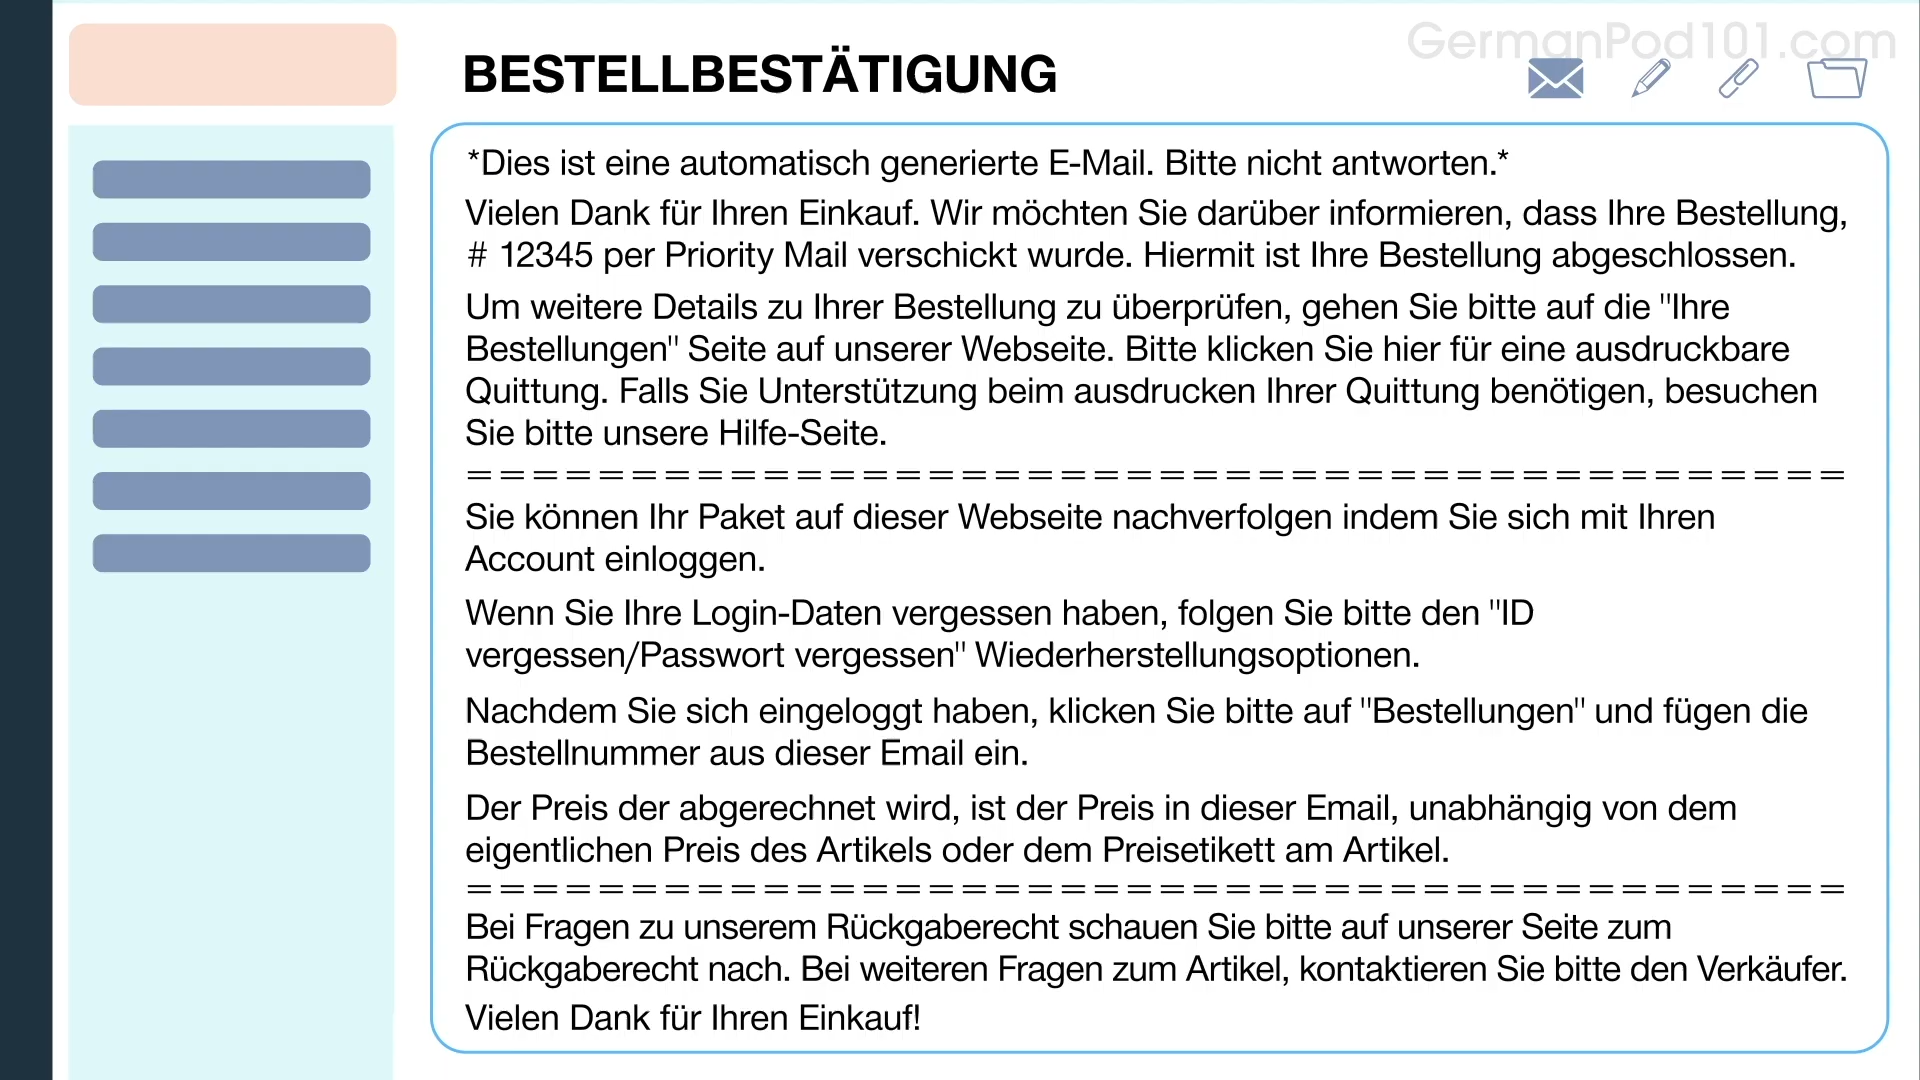 GermanPod101.com
BESTELLBESTÄTIGUNG
*Dies ist eine automatisch generierte E-Mail. Bitte nicht antworten.*
Vielen Dank für Ihren Einkauf. Wir möchten Sie darüber informieren, dass Ihre Bestellung,
# 12345 per Priority Mail verschickt wurde. Hiermit ist Ihre Bestellung abgeschlossen.
Um weitere Details zu Ihrer Bestellung zu überprüfen, gehen Sie bitte auf die "Ihre
Bestellungen" Seite auf unserer Webseite. Bitte klicken Sie hier für eine ausdruckbare
Quittung. Falls Sie Unterstützung beim ausdrucken Ihrer Quittung benötigen, besuchen
Sie bitte unsere Hilfe-Seite.
= = = = = = = = = = = = = = = = = = = = = = = = = = = = = = = = = = = = = = = = = =
Sie können Ihr Paket auf dieser Webseite nachverfolgen indem Sie sich mit Ihren
Account einloggen.
Wenn Sie Ihre Login-Daten vergessen haben, folgen Sie bitte den "ID
vergessen/Passwort vergessen" Wiederherstellungsoptionen.
Nachdem Sie sich eingeloggt haben, klicken Sie bitte auf "Bestellungen" und fügen die
Bestellnummer aus dieser Email ein.
Der Preis der abgerechnet wird, ist der Preis in dieser Email, unabhängig von dem
eigentlichen Preis des Artikels oder dem Preisetikett am Artikel.
= = = = = = = = = = = = = = = = = = = = = = = = = = = = = = = = = = = = = = = = = =
Bei Fragen zu unserem Rückgaberecht schauen Sie bitte auf unserer Seite zum
Rückgaberecht nach. Bei weiteren Fragen zum Artikel, kontaktieren Sie bitte den Verkäufer.
Vielen Dank für Ihren Einkauf!